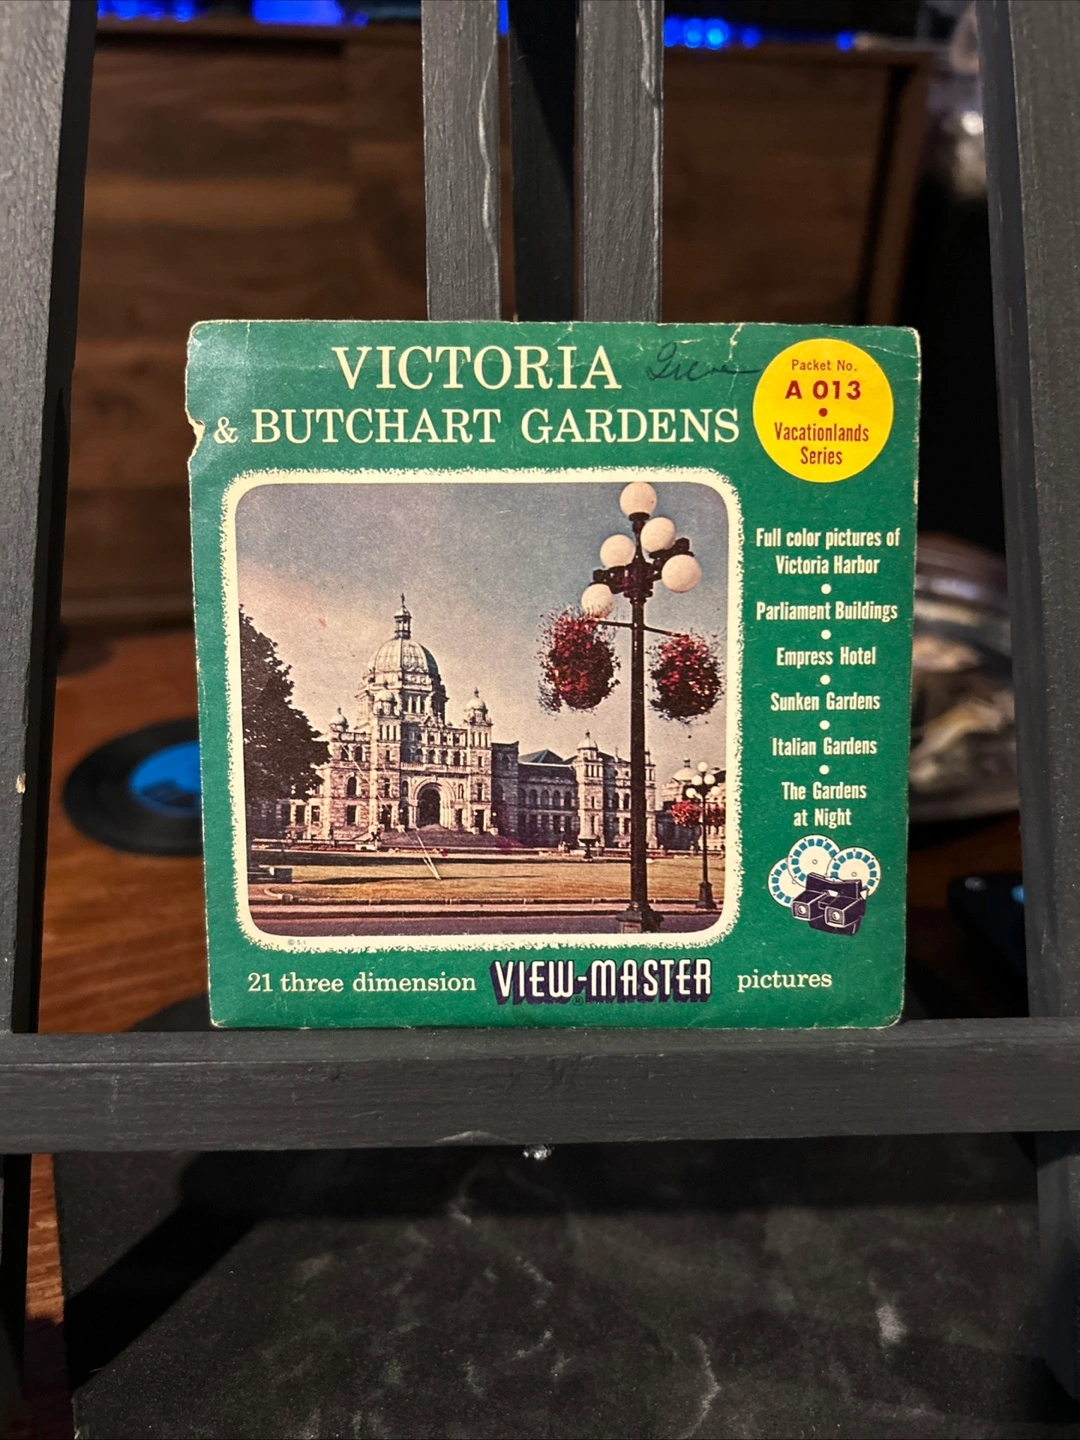 VICTORIA
& BUTCHART GARDENS
Packet No.
A 013
•
Vacationlands
Series
Full color pictures of
Victoria Harbor
•
Parliament Buildings
•
Empress Hotel
•
Sunken Gardens
•
Italian Gardens
•
The Gardens
at Night
© S.I.
21 three dimension VIEW-MASTER® pictures